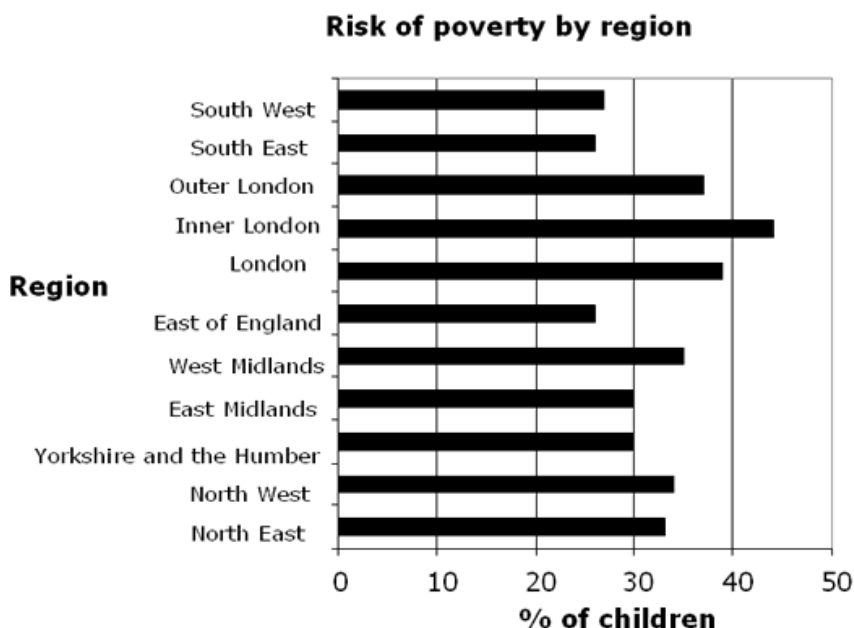 Risk of poverty by region
South West
South East
Outer London
Inner London
London
Region
East of England
West Midlands
East Midlands
Yorkshire and the Humber
North West
North East
0 10 20 30 40 50
% of children